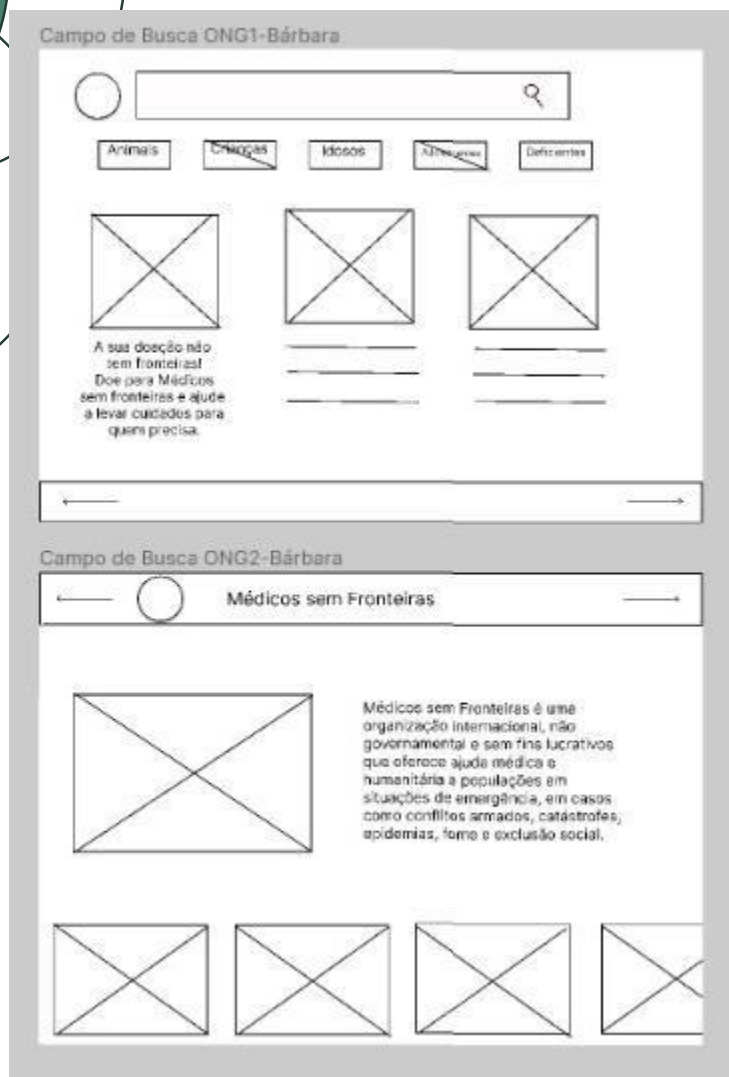 Campo de Busca ONG1-Bárbara
Animais
Crianças
Idosos
Deficientes
A sua doação não
tem fronteiras!
Doe para Médicos
sem fronteiras e ajude
a levar cuidados para
quem precisa.
Campo de Busca ONG2-Bárbara
Médicos sem Fronteiras
Médicos sem Fronteiras é uma
organização internacional, não
governamental e sem fins lucrativos
que oferece ajuda médica e
humanitária a populações em
situações de emergência, em casos
como conflitos armados, catástrofes,
epidemias, fome e exclusão social.